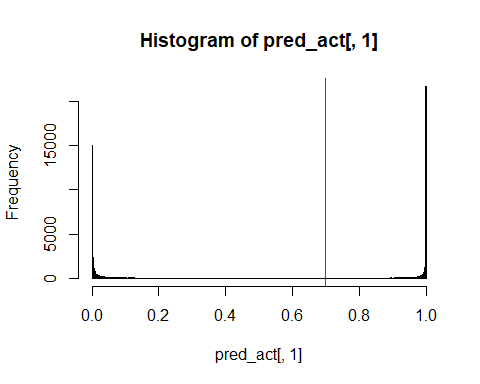 Histogram of pred_act[, 1]
Frequency
15000
5000
0
0.0 0.2 0.4 0.6 0.8 1.0
pred_act[, 1]